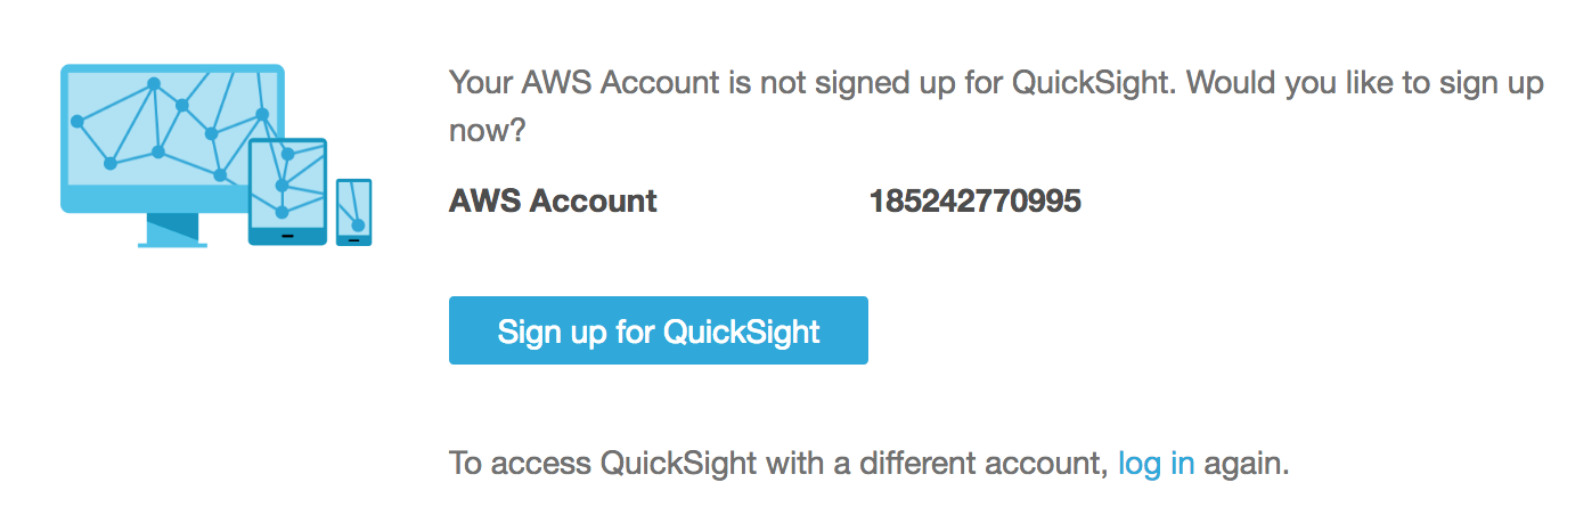 Your AWS Account is not signed up for QuickSight. Would you like to sign up
now?
AWS Account 185242770995
Sign up for QuickSight
To access QuickSight with a different account, log in again.